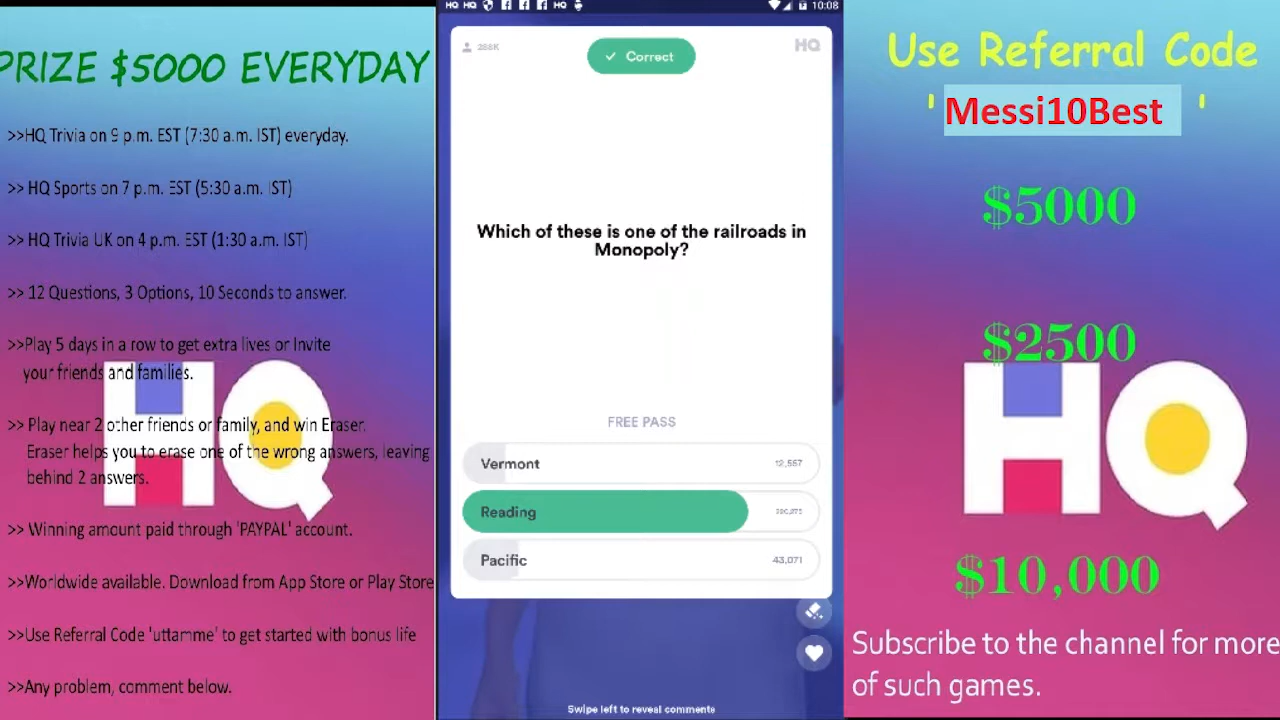 PRIZE $5000 EVERYDAY
>>HQ Trivia on 9 p.m. EST (7:30 a.m. IST) everyday.
>> HQ Sports on 7 p.m. EST (5:30 a.m. IST)
>> HQ Trivia UK on 4 p.m. EST (1:30 a.m. IST)
>> 12 Questions, 3 Options, 10 Seconds to answer.
>>Play 5 days in a row to get extra lives or Invite
your friends and families.
>> Play near 2 other friends or family, and win Eraser.
Eraser helps you to erase one of the wrong answers, leaving
behind 2 answers.
>> Winning amount paid through 'PAYPAL' account.
>>Worldwide available. Download from App Store or Play Store
>>Use Referral Code 'uttamme' to get started with bonus life
>>Any problem, comment below.
HQ
HQ HQ HQ 10:08
288K
Correct
HQ
Which of these is one of the railroads in
Monopoly?
FREE PASS
Vermont 12,557
Reading
Pacific 43,071
Swipe left to reveal comments
Use Referral Code
' Messi10Best '
$5000
$2500
HQ
$10,000
Subscribe to the channel for more
of such games.